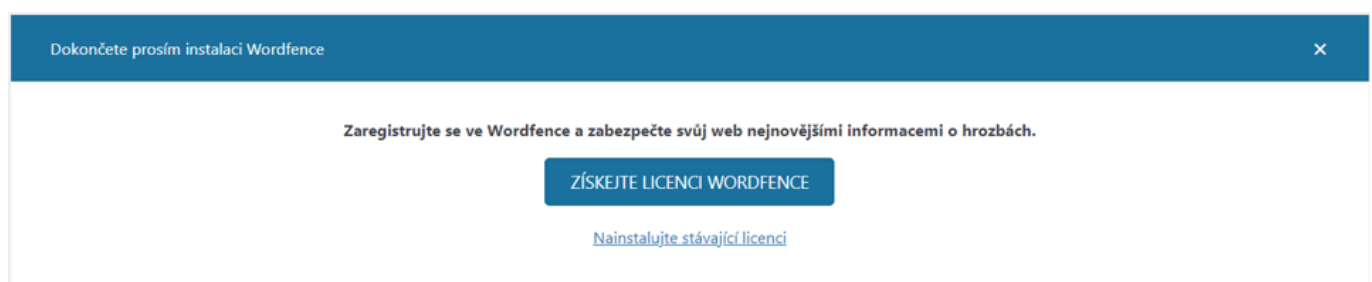 Dokončete prosím instalaci Wordfence ×
Zaregistrujte se ve Wordfence a zabezpečte svůj web nejnovějšími informacemi o hrozbách.
ZÍSKEJTE LICENCI WORDFENCE
Nainstalujte stávající licenci